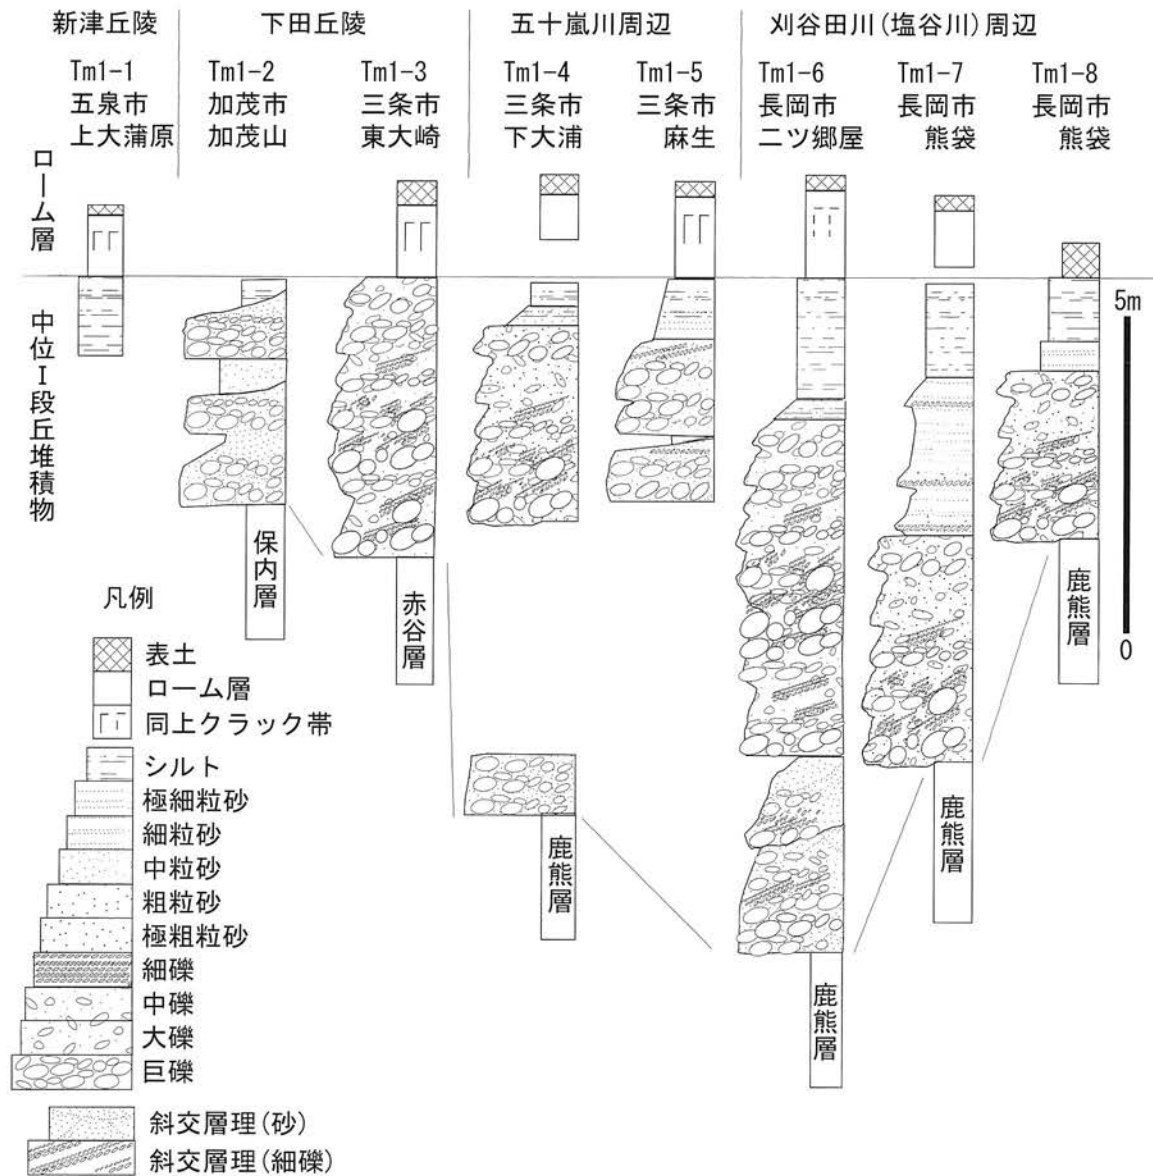 新津丘陵
下田丘陵
五十嵐川周辺
刈谷田川(塩谷川)周辺
Tm1-1
五泉市
上大蒲原
Tm1-2
加茂市
加茂山
Tm1-3
三条市
東大崎
Tm1-4
三条市
下大浦
Tm1-5
三条市
麻生
Tm1-6
長岡市
二ツ郷屋
Tm1-7
長岡市
熊袋
Tm1-8
長岡市
熊袋
ローム層
中位Ⅰ段丘堆積物
5m
0
保内層
赤谷層
鹿熊層
鹿熊層
鹿熊層
鹿熊層
凡例
表土
ローム層
同上クラック帯
シルト
極細粒砂
細粒砂
中粒砂
粗粒砂
極粗粒砂
細礫
中礫
大礫
巨礫
斜交層理(砂)
斜交層理(細礫)